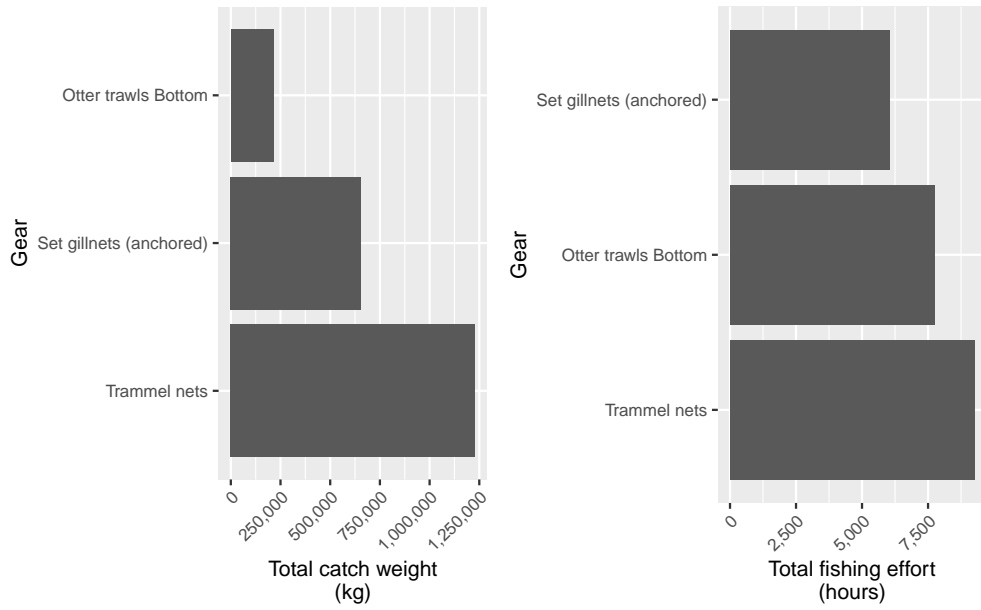 Gear
Otter trawls Bottom
Set gillnets (anchored)
Trammel nets
0
250,000
500,000
750,000
1,000,000
1,250,000
Total catch weight
(kg)
Gear
Set gillnets (anchored)
Otter trawls Bottom
Trammel nets
0
2,500
5,000
7,500
Total fishing effort
(hours)